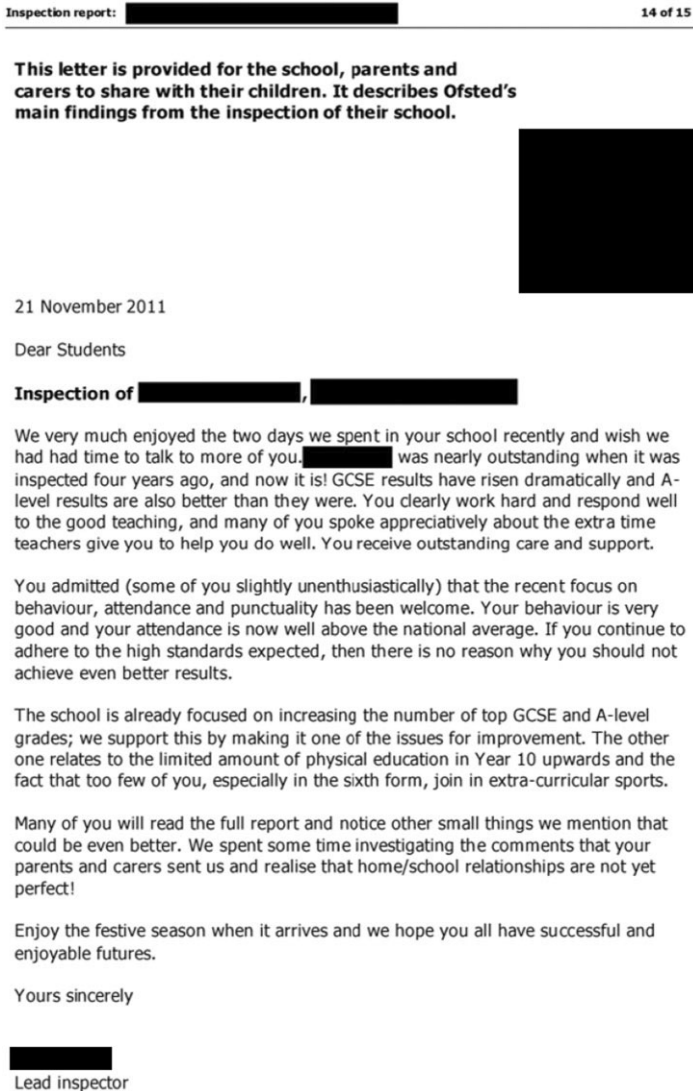 Inspection report:
14 of 15
This letter is provided for the school, parents and
carers to share with their children. It describes Ofsted's
main findings from the inspection of their school.
21 November 2011
Dear Students
Inspection of ,
We very much enjoyed the two days we spent in your school recently and wish we
had had time to talk to more of you. was nearly outstanding when it was
inspected four years ago, and now it is! GCSE results have risen dramatically and A-
level results are also better than they were. You clearly work hard and respond well
to the good teaching, and many of you spoke appreciatively about the extra time
teachers give you to help you do well. You receive outstanding care and support.
You admitted (some of you slightly unenthusiastically) that the recent focus on
behaviour, attendance and punctuality has been welcome. Your behaviour is very
good and your attendance is now well above the national average. If you continue to
adhere to the high standards expected, then there is no reason why you should not
achieve even better results.
The school is already focused on increasing the number of top GCSE and A-level
grades; we support this by making it one of the issues for improvement. The other
one relates to the limited amount of physical education in Year 10 upwards and the
fact that too few of you, especially in the sixth form, join in extra-curricular sports.
Many of you will read the full report and notice other small things we mention that
could be even better. We spent some time investigating the comments that your
parents and carers sent us and realise that home/school relationships are not yet
perfect!
Enjoy the festive season when it arrives and we hope you all have successful and
enjoyable futures.
Yours sincerely
Lead inspector